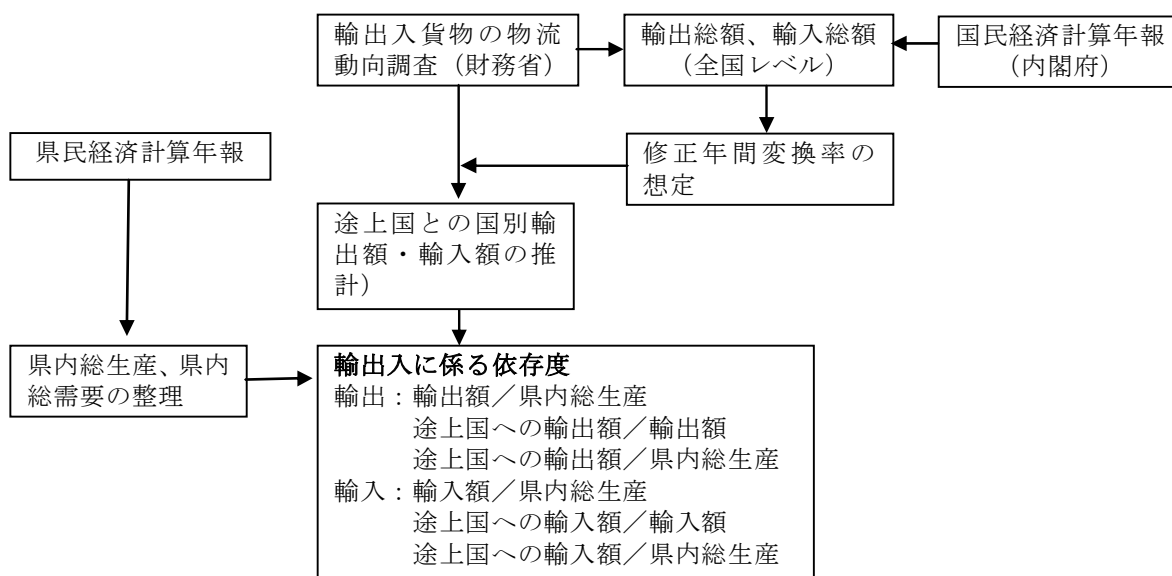 輸出入貨物の物流
動向調査（財務省）
輸出総額、輸入総額
（全国レベル）
国民経済計算年報
（内閣府）
県民経済計算年報
修正年間変換率の
想定
途上国との国別輸
出額・輸入額の推
計）
県内総生産、県内
総需要の整理
輸出入に係る依存度
輸出：輸出額／県内総生産
途上国への輸出額／輸出額
途上国への輸出額／県内総生産
輸入：輸入額／県内総生産
途上国への輸入額／輸入額
途上国への輸入額／県内総生産